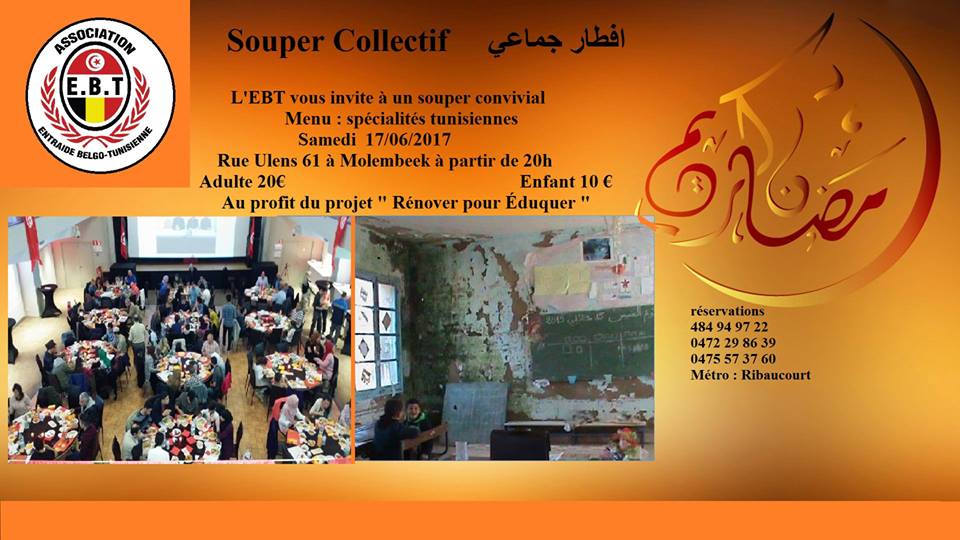 ASSOCIATION
E.B.T
ENTRAIDE BELGO-TUNISIENNE
Souper Collectif افطار جماعي
L'EBT vous invite à un souper convivial
Menu : spécialités tunisiennes
Samedi 17/06/2017
Rue Ulens 61 à Molembeek à partir de 20h
Adulte 20€ Enfant 10 €
Au profit du projet " Rénover pour Éduquer "
رمضان كريم
réservations
484 94 97 22
0472 29 86 39
0475 57 37 60
Métro : Ribaucourt